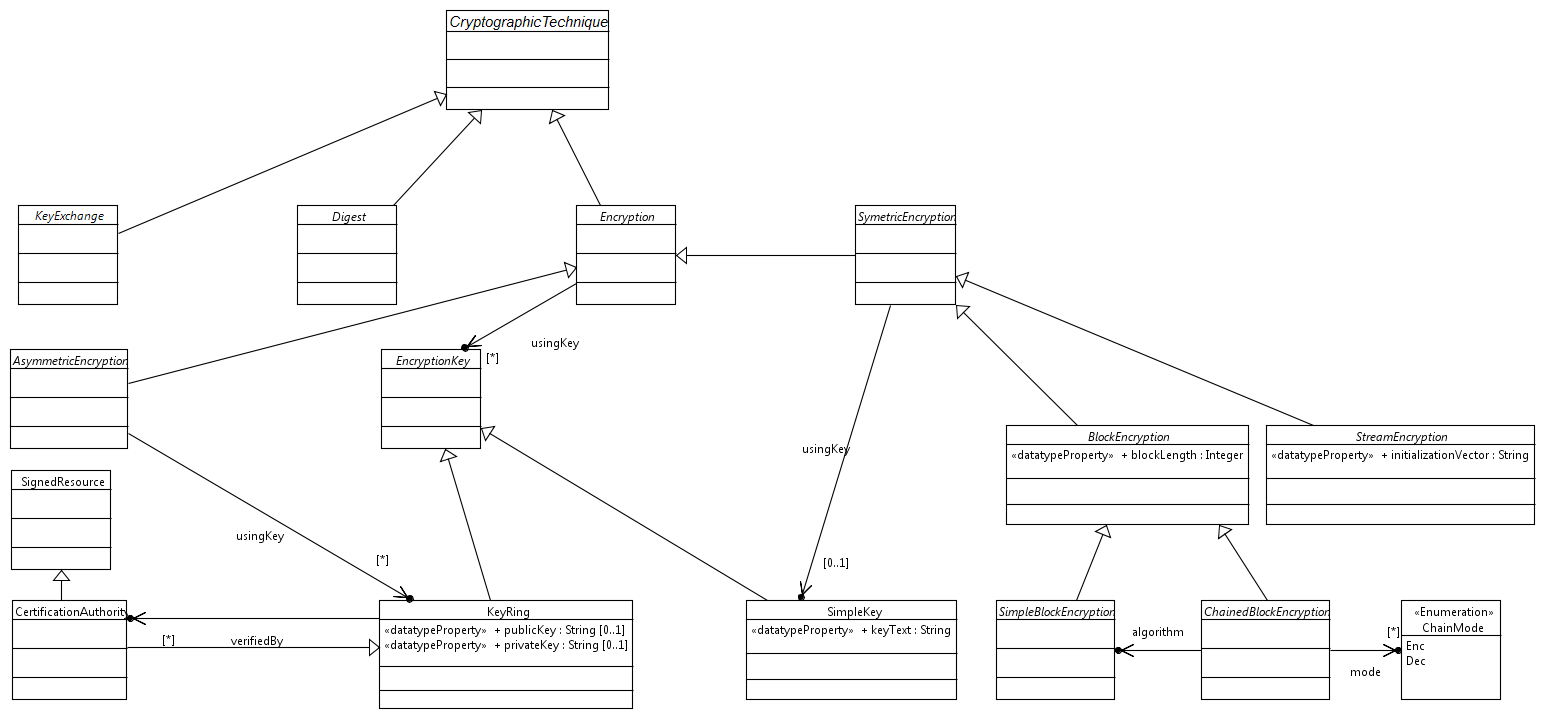 CryptographicTechnique
KeyExchange
Digest
Encryption
SymetricEncryption
usingKey
[*]
AsymmetricEncryption
EncryptionKey
usingKey
BlockEncryption
«datatypeProperty» + blockLength : Integer
StreamEncryption
«datatypeProperty» + initializationVector : String
SignedResource
usingKey
[*]
[0..1]
CertificationAuthority
KeyRing
«datatypeProperty» + publicKey : String [0..1]
«datatypeProperty» + privateKey : String [0..1]
[*]
verifiedBy
SimpleKey
«datatypeProperty» + keyText : String
SimpleBlockEncryption
algorithm
ChainedBlockEncryption
[*]
mode
«Enumeration»
ChainMode
Enc
Dec